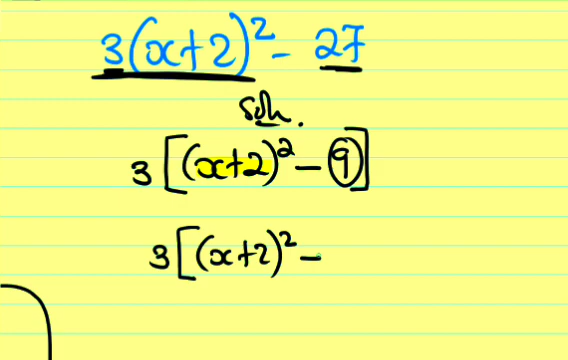 3(x+2)² - 27
Soln.
3[(x+2)² - 9]
3[(x+2)² -